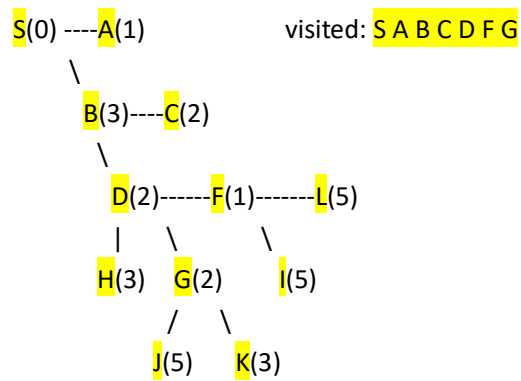 S(0) ----A(1) visited: S A B C D F G
\
B(3)----C(2)
\
D(2)------F(1)-------L(5)
| \ \
H(3) G(2) I(5)
/ \
J(5) K(3)